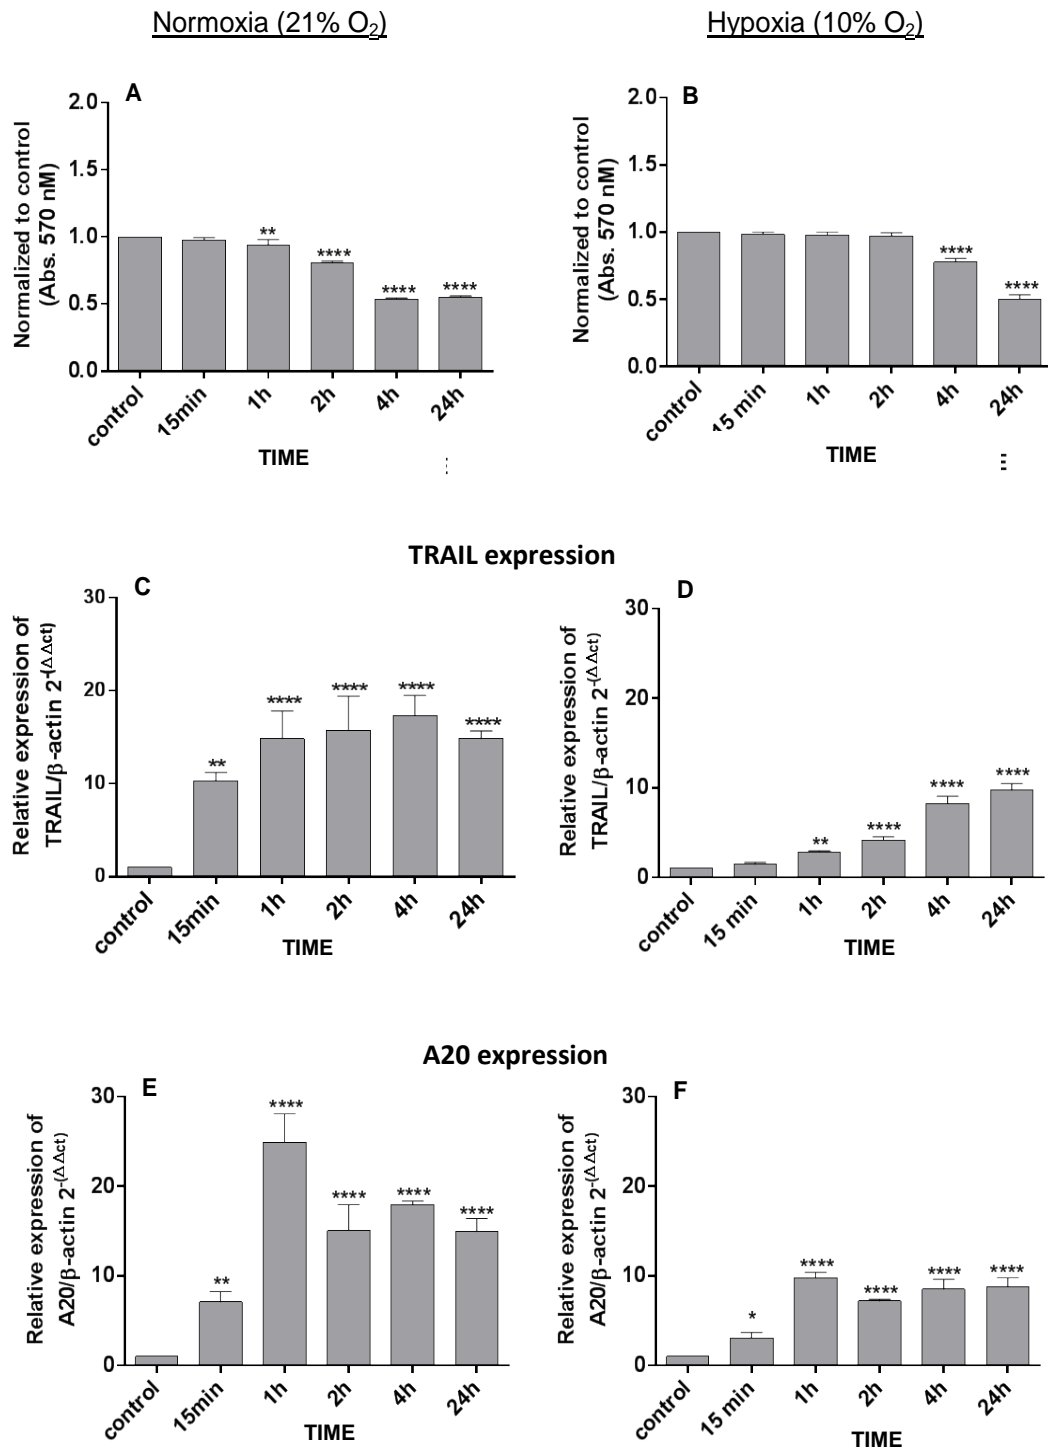 Normoxia (21% O2)
Hypoxia (10% O2)
A
Normalized to control
(Abs. 570 nM)
2.0
1.5
1.0
0.5
0.0
**
****
****
****
control
15min
1h
2h
4h
24h
TIME
B
Normalized to control
(Abs. 570 nM)
2.0
1.5
1.0
0.5
0.0
****
****
control
15 min
1h
2h
4h
24h
TIME
TRAIL expression
C
Relative expression of
TRAIL/β-actin 2-(ΔΔct)
30
20
10
0
**
****
****
****
****
control
15min
1h
2h
4h
24h
TIME
D
Relative expression of
TRAIL/β-actin 2-(ΔΔct)
30
20
10
0
**
****
****
****
control
15 min
1h
2h
4h
24h
TIME
A20 expression
E
Relative expression of
A20/β-actin 2-(ΔΔct)
30
20
10
0
**
****
****
****
****
control
15min
1h
2h
4h
24h
TIME
F
Relative expression of
A20/β-actin 2-(ΔΔct)
30
20
10
0
*
****
****
****
****
control
15 min
1h
2h
4h
24h
TIME